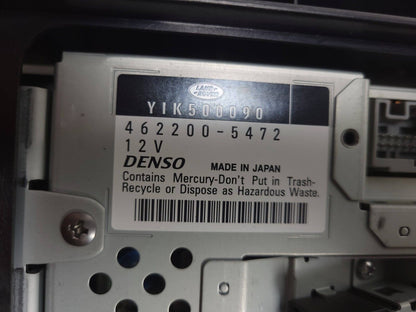 LAND ROVER
YIK500090
462200-5472
12V
DENSO MADE IN JAPAN
Contains Mercury-Don't Put in Trash-
Recycle or Dispose as Hazardous Waste.